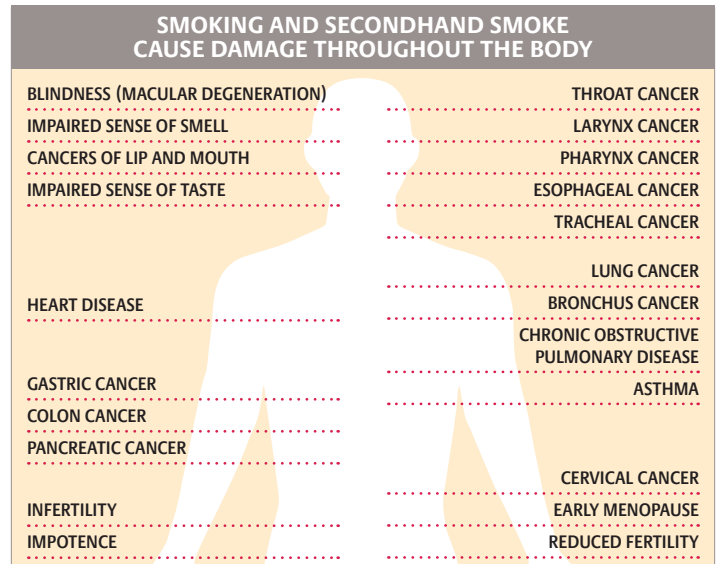 SMOKING AND SECONDHAND SMOKE
CAUSE DAMAGE THROUGHOUT THE BODY
BLINDNESS (MACULAR DEGENERATION)
IMPAIRED SENSE OF SMELL
CANCERS OF LIP AND MOUTH
IMPAIRED SENSE OF TASTE
HEART DISEASE
GASTRIC CANCER
COLON CANCER
PANCREATIC CANCER
INFERTILITY
IMPOTENCE
THROAT CANCER
LARYNX CANCER
PHARYNX CANCER
ESOPHAGEAL CANCER
TRACHEAL CANCER
LUNG CANCER
BRONCHUS CANCER
CHRONIC OBSTRUCTIVE
PULMONARY DISEASE
ASTHMA
CERVICAL CANCER
EARLY MENOPAUSE
REDUCED FERTILITY